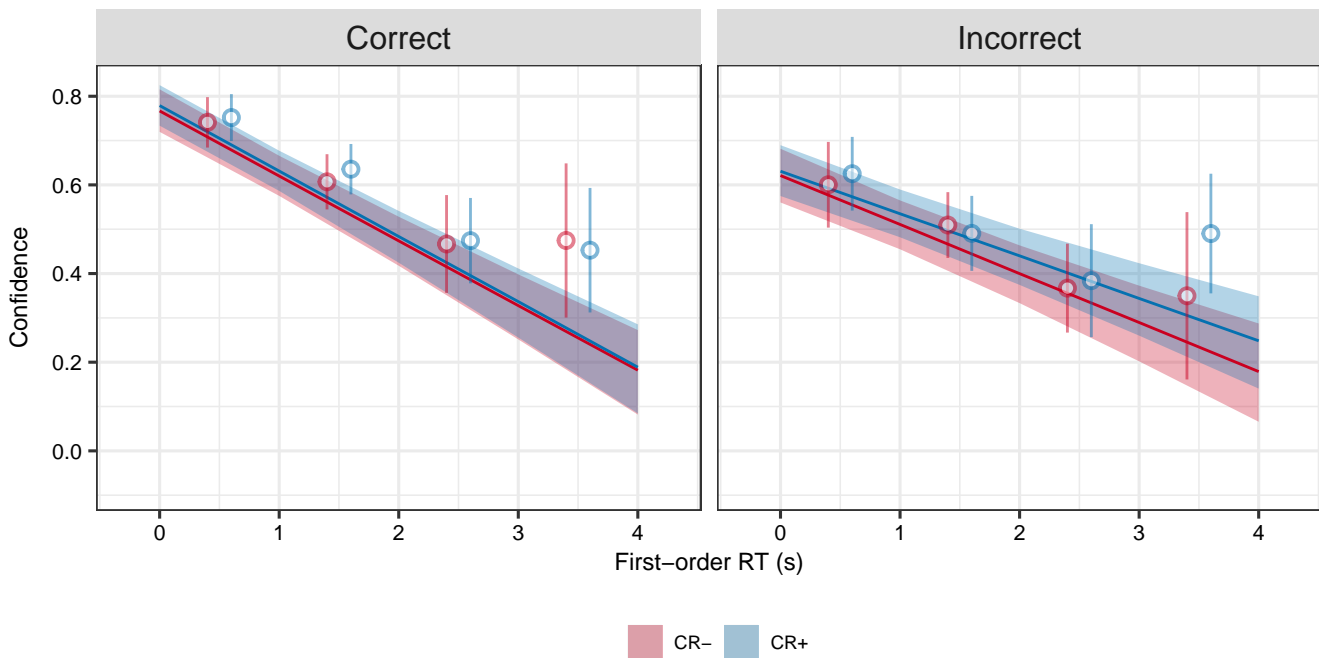 Correct
Incorrect
Confidence
0.8
0.6
0.4
0.2
0.0
0 1 2 3 4
0 1 2 3 4
First−order RT (s)
CR− CR+